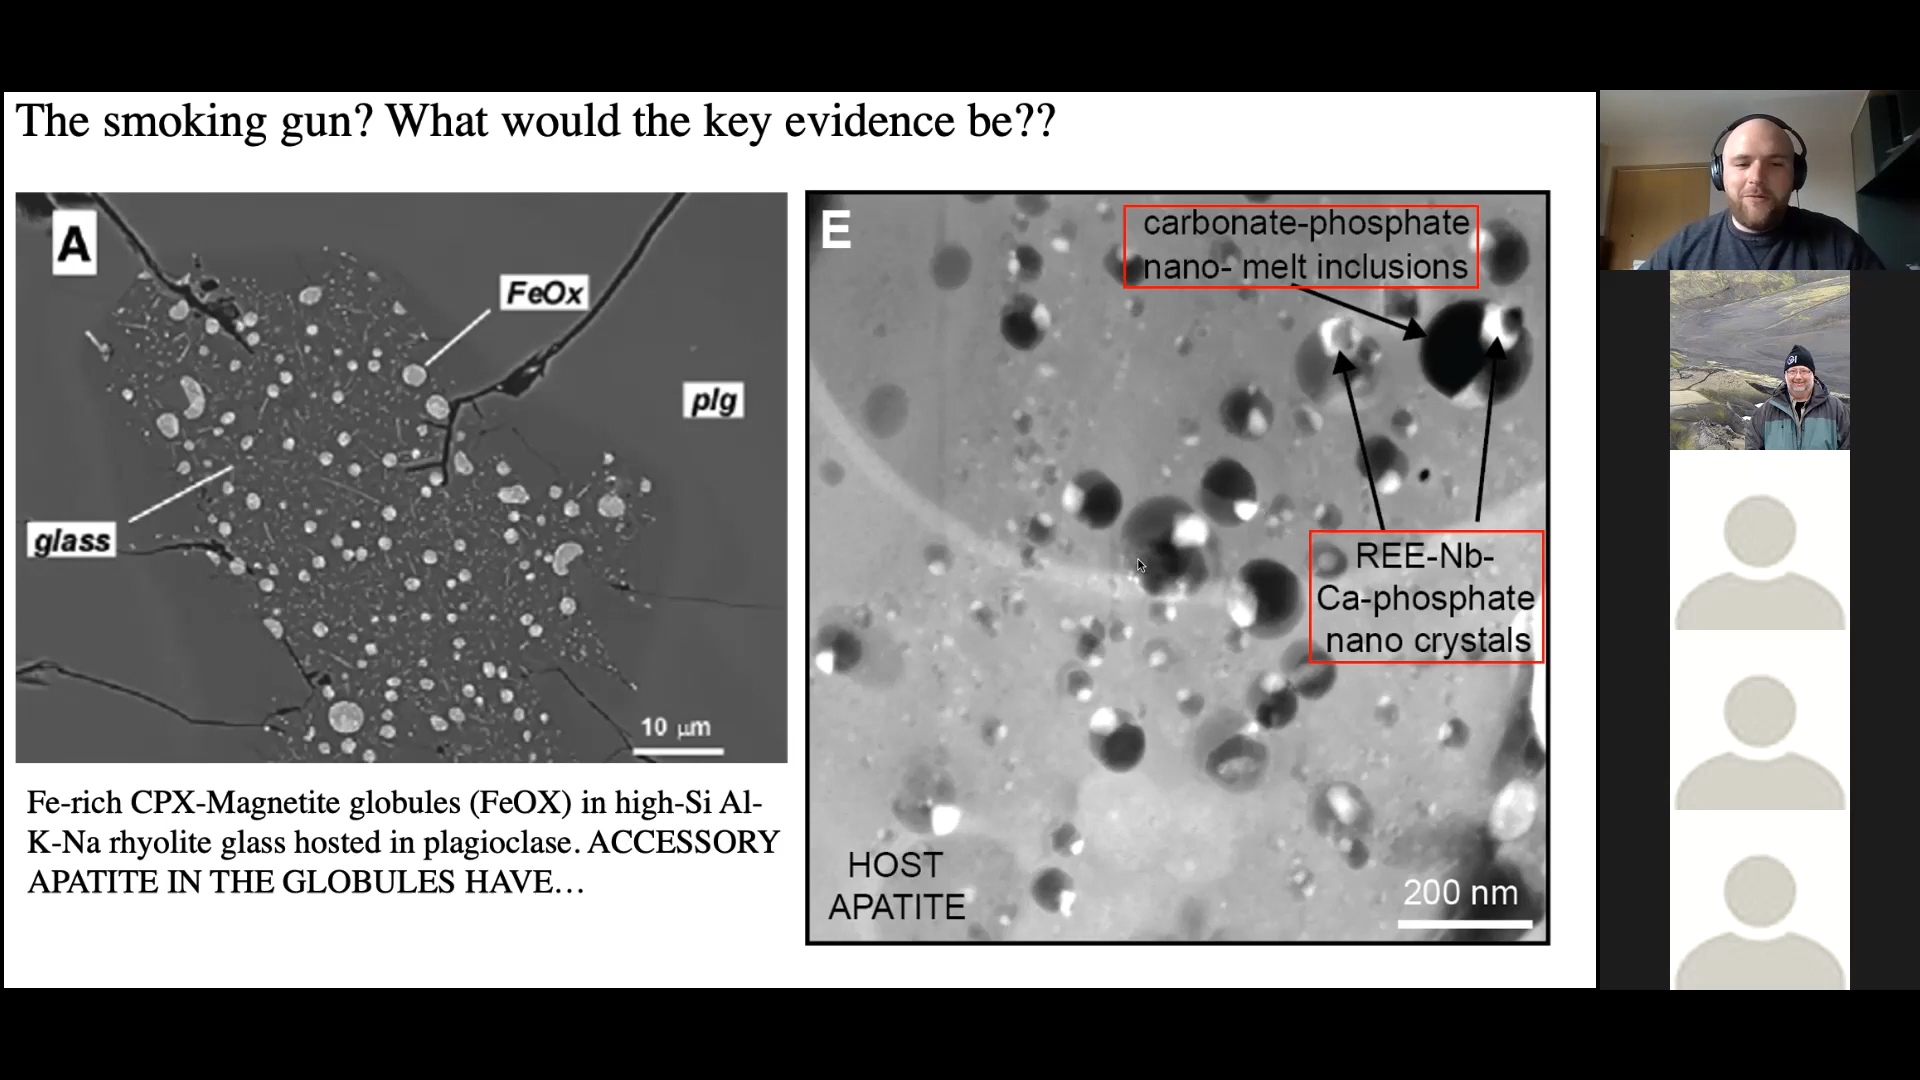 The smoking gun? What would the key evidence be??
A
FeOx
plg
glass
10 µm
Fe-rich CPX-Magnetite globules (FeOX) in high-Si Al-
K-Na rhyolite glass hosted in plagioclase. ACCESSORY
APATITE IN THE GLOBULES HAVE…
E
carbonate-phosphate
nano- melt inclusions
REE-Nb-
Ca-phosphate
nano crystals
HOST
APATITE
200 nm